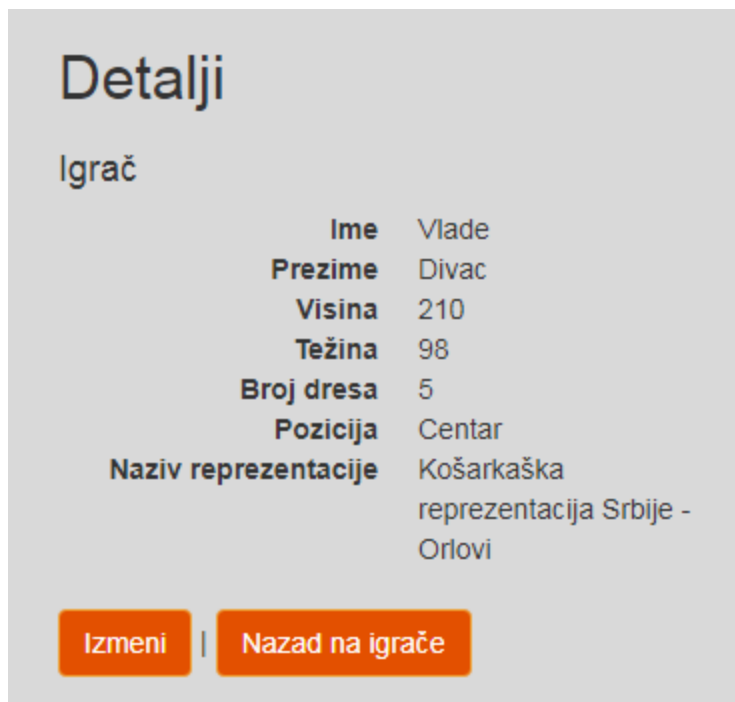 Detalji
Igrač
Ime Vlade
Prezime Divac
Visina 210
Težina 98
Broj dresa 5
Pozicija Centar
Naziv reprezentacije Košarkaška
reprezentacija Srbije -
Orlovi
Izmeni | Nazad na igrače